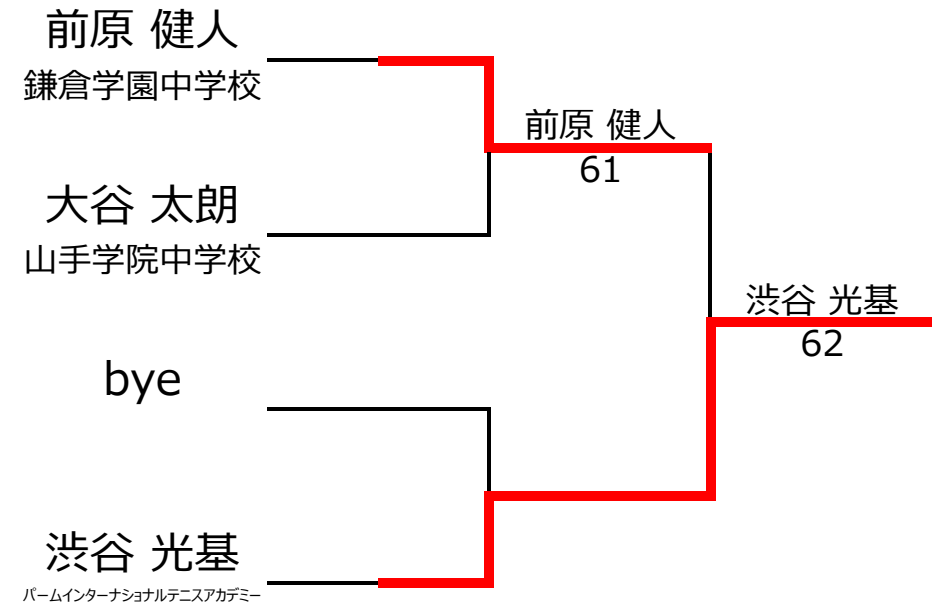 前原 健人
鎌倉学園中学校
前原 健人
61
大谷 太朗
山手学院中学校
渋谷 光基
62
bye
渋谷 光基
パームインターナショナルテニスアカデミー